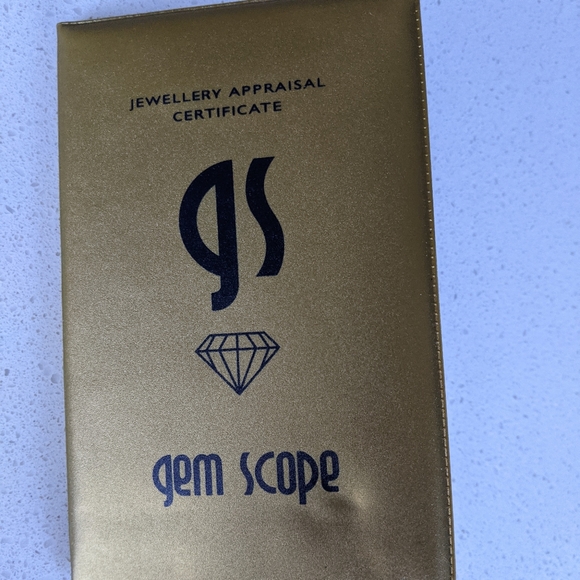 JEWELLERY APPRAISAL
CERTIFICATE
gs
gem scope